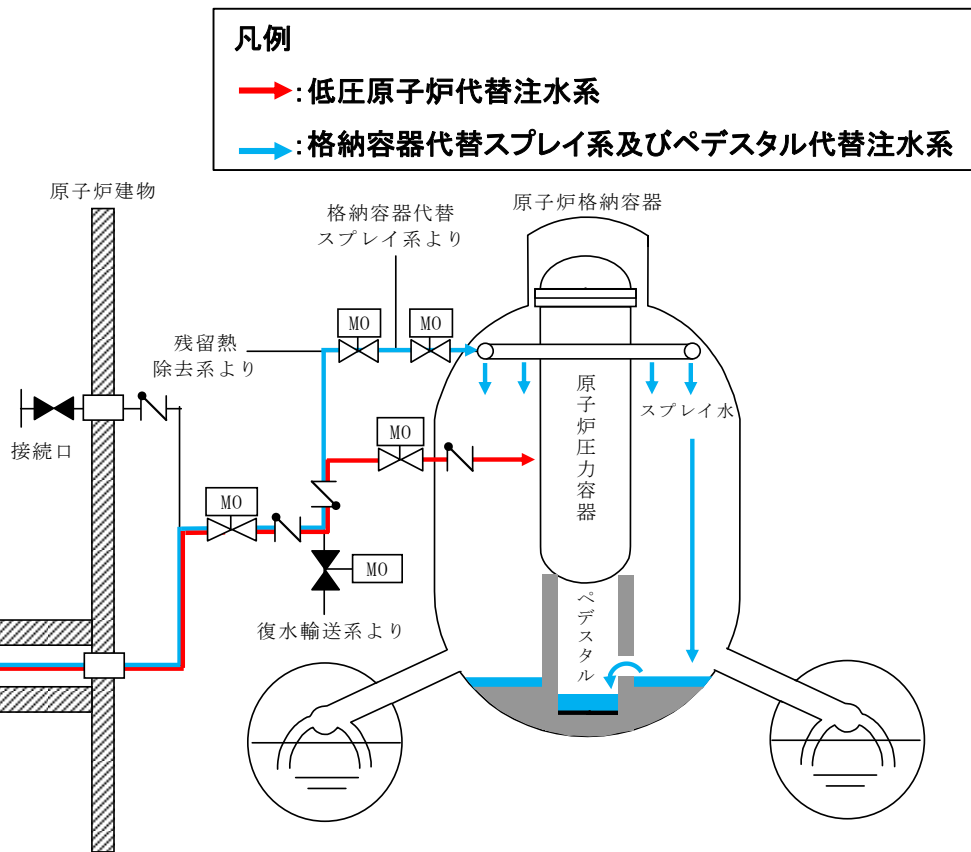 凡例
:低圧原子炉代替注水系
:格納容器代替スプレイ系及びペデスタル代替注水系
原子炉建物
格納容器代替
スプレイ系より
原子炉格納容器
残留熱
除去系より
MO
MO
接続口
MO
原子炉圧力容器
スプレイ水
MO
MO
復水輸送系より
ペデスタル